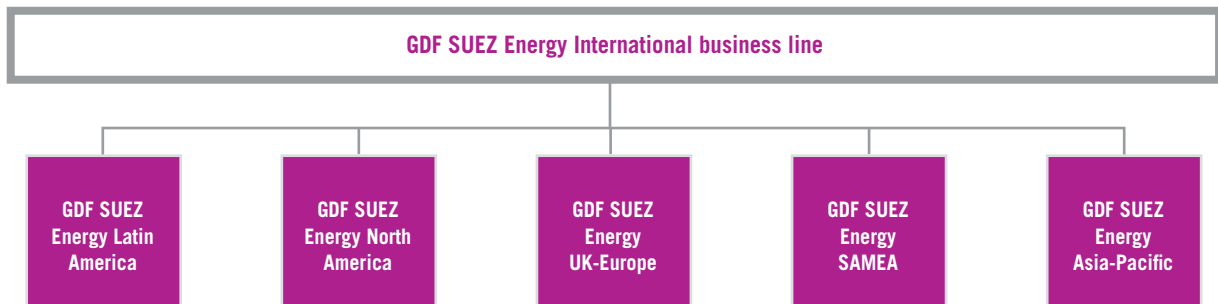 GDF SUEZ Energy International business line
GDF SUEZ
Energy Latin
America
GDF SUEZ
Energy North
America
GDF SUEZ
Energy
UK-Europe
GDF SUEZ
Energy
SAMEA
GDF SUEZ
Energy
Asia-Pacific